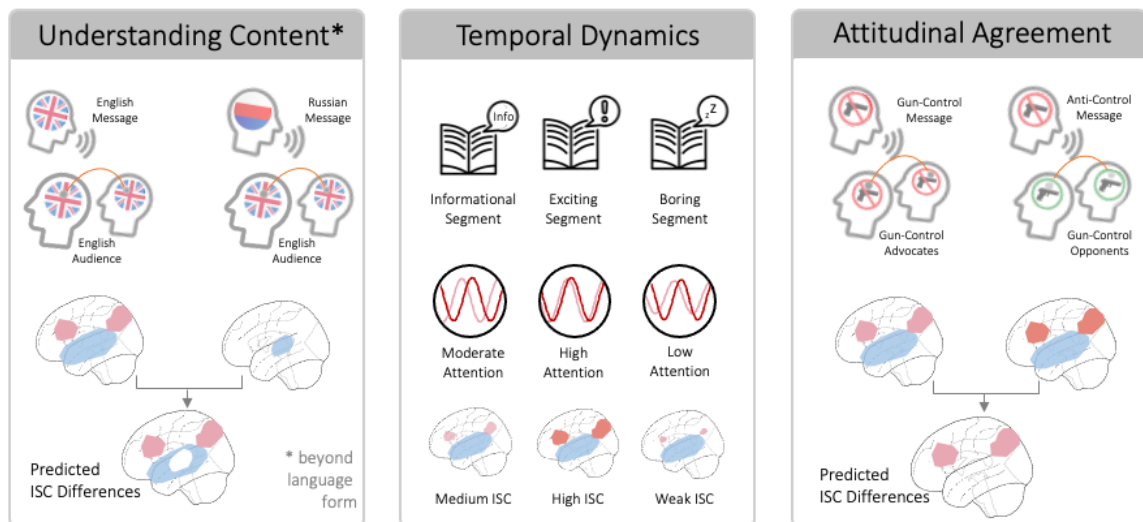 Understanding Content*
English
Message
Russian
Message
English
Audience
English
Audience
Predicted
ISC Differences
* beyond
language
form
Temporal Dynamics
Info
!
zZ
Informational
Segment
Exciting
Segment
Boring
Segment
Moderate
Attention
High
Attention
Low
Attention
Medium ISC
High ISC
Weak ISC
Attitudinal Agreement
Gun-Control
Message
Anti-Control
Message
Gun-Control
Advocates
Gun-Control
Opponents
Predicted
ISC Differences